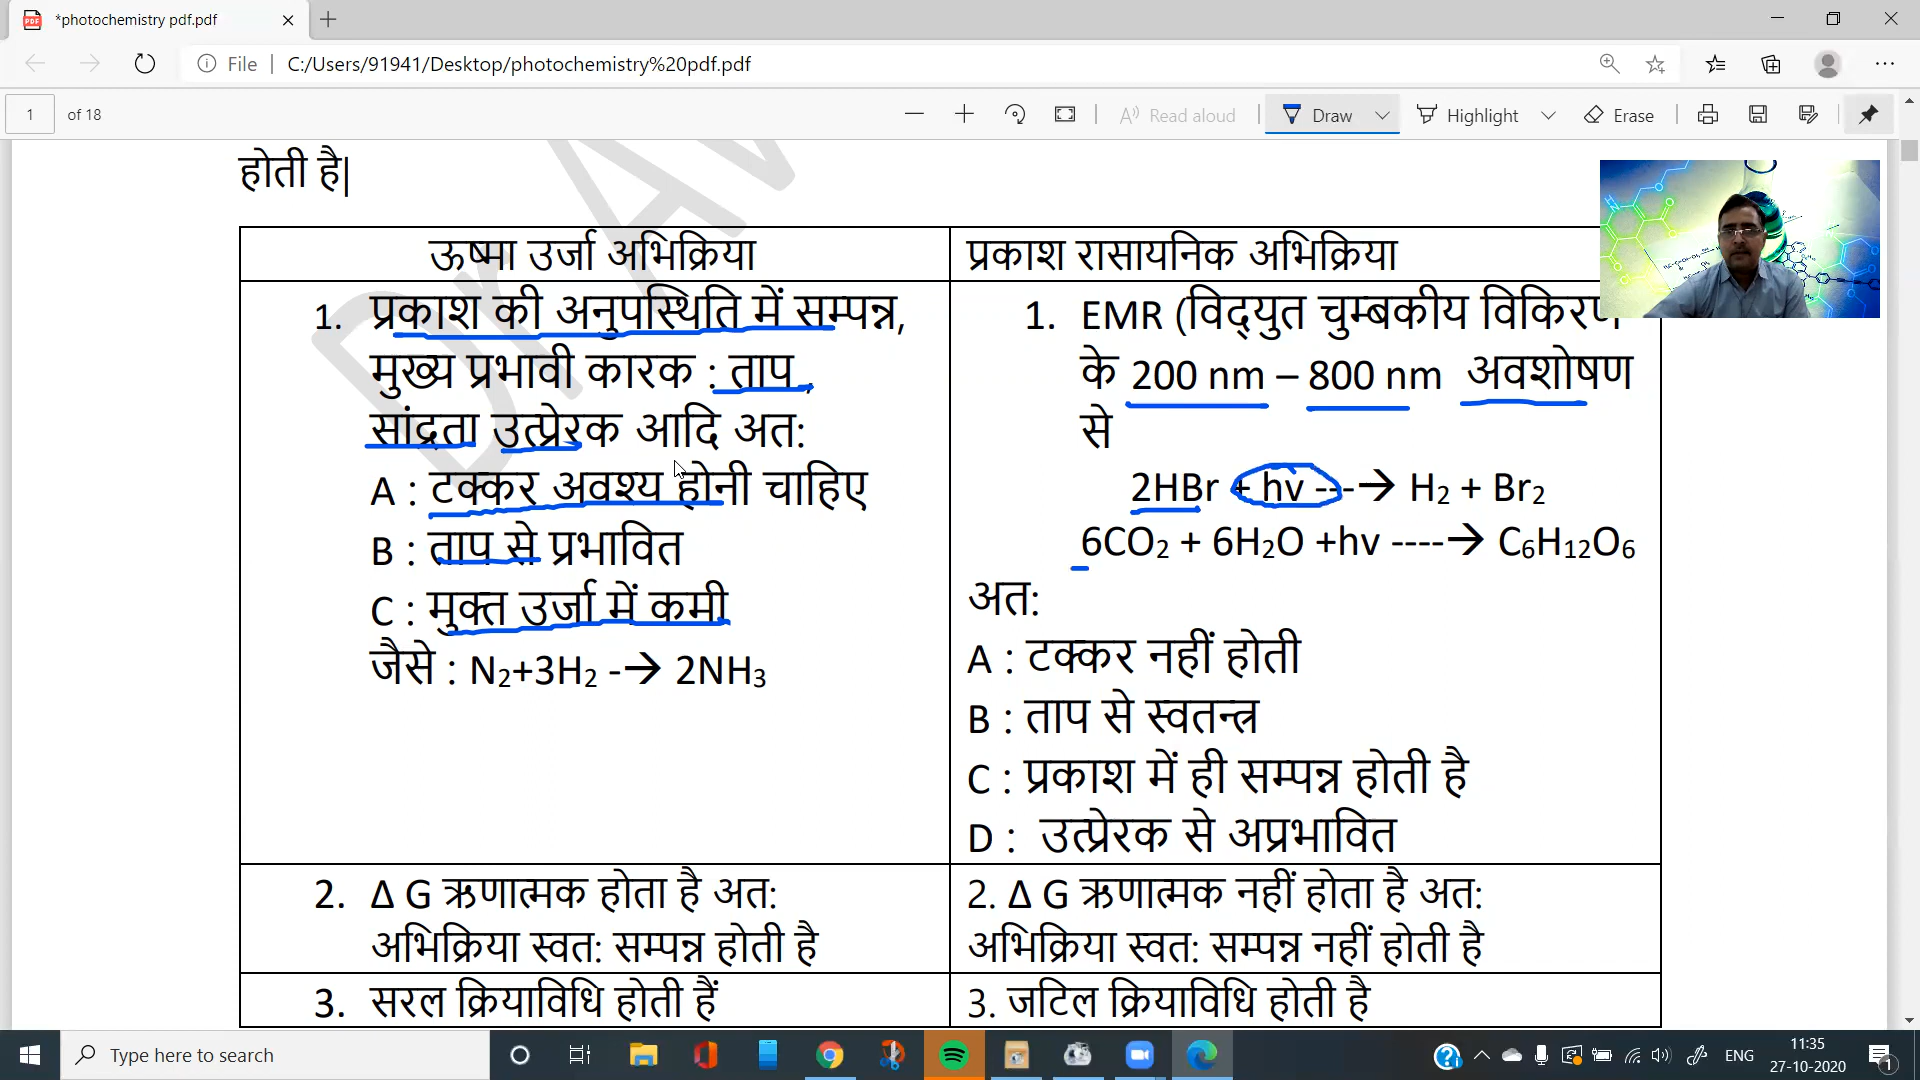 *photochemistry pdf.pdf
File
C:/Users/91941/Desktop/photochemistry%20pdf.pdf
1 of 18
Read aloud
Draw
Highlight
Erase
होती है|
ऊष्मा उर्जा अभिक्रिया
1. प्रकाश की अनुपस्थिति में सम्पन्न,
मुख्य प्रभावी कारक : ताप ,
सांद्रता उत्प्रेरक आदि अत:
A : टक्कर अवश्य होनी चाहिए
B : ताप से प्रभावित
C : मुक्त उर्जा में कमी
जैसे : N₂+3H₂ -→ 2NH₃
प्रकाश रासायनिक अभिक्रिया
1. EMR (विद्युत चुम्बकीय विकिरण
के 200 nm – 800 nm अवशोषण
से
2HBr + hv ---→ H₂ + Br₂
6CO₂ + 6H₂O +hv ----→ C₆H₁₂O₆
अत:
A : टक्कर नहीं होती
B : ताप से स्वतन्त्र
C : प्रकाश में ही सम्पन्न होती है
D : उत्प्रेरक से अप्रभावित
2. Δ G ऋणात्मक होता है अत:
अभिक्रिया स्वत: सम्पन्न होती है
2. Δ G ऋणात्मक नहीं होता है अत:
अभिक्रिया स्वत: सम्पन्न नहीं होती है
3. सरल क्रियाविधि होती हैं
3. जटिल क्रियाविधि होती है
Dr
Type here to search
ENG
11:35
27-10-2020
1